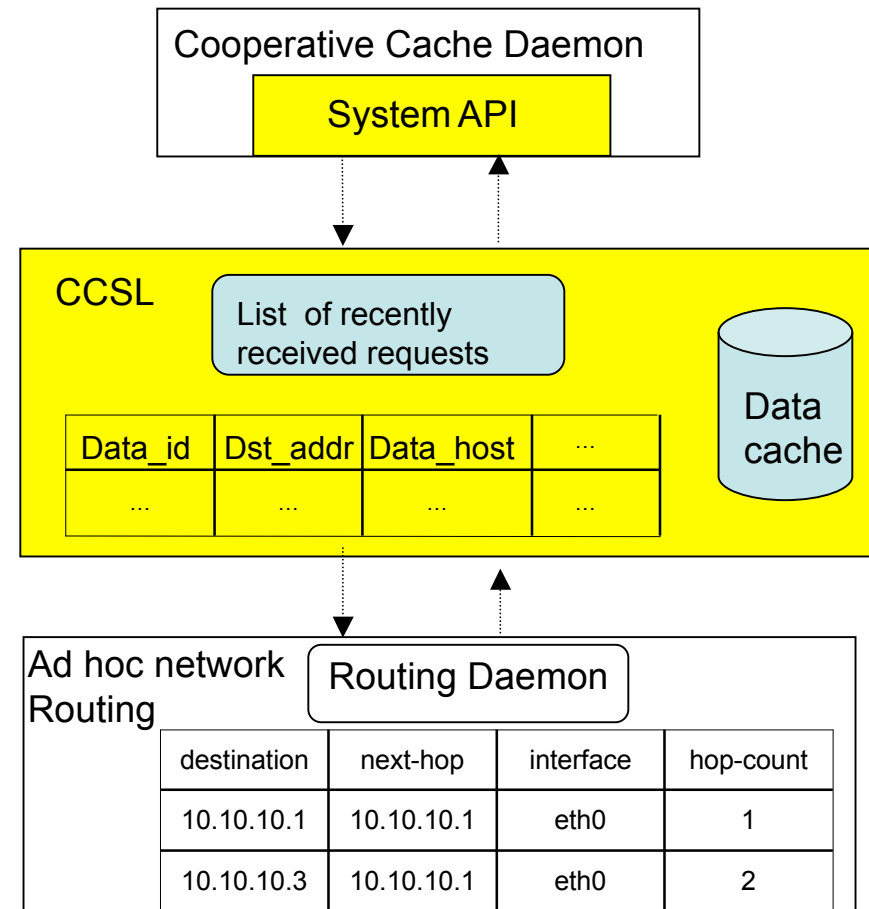 Cooperative Cache Daemon
System API
CCSL
List of recently
received requests
Data
cache
Data_id Dst_addr Data_host ...
... ... ... ...
Ad hoc network
Routing
Routing Daemon
destination next-hop interface hop-count
10.10.10.1 10.10.10.1 eth0 1
10.10.10.3 10.10.10.1 eth0 2